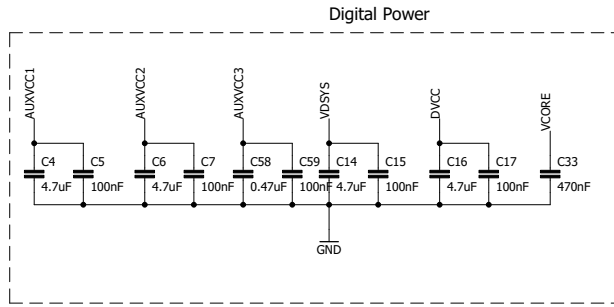 Digital Power
AUXVCC1
AUXVCC2
AUXVCC3
VDSYS
DVCC
VCORE
C4
C5
C6
C7
C58
C59
C14
C15
C16
C17
C33
4.7uF
100nF
4.7uF
100nF
0.47uF
100nF
4.7uF
100nF
4.7uF
100nF
470nF
GND